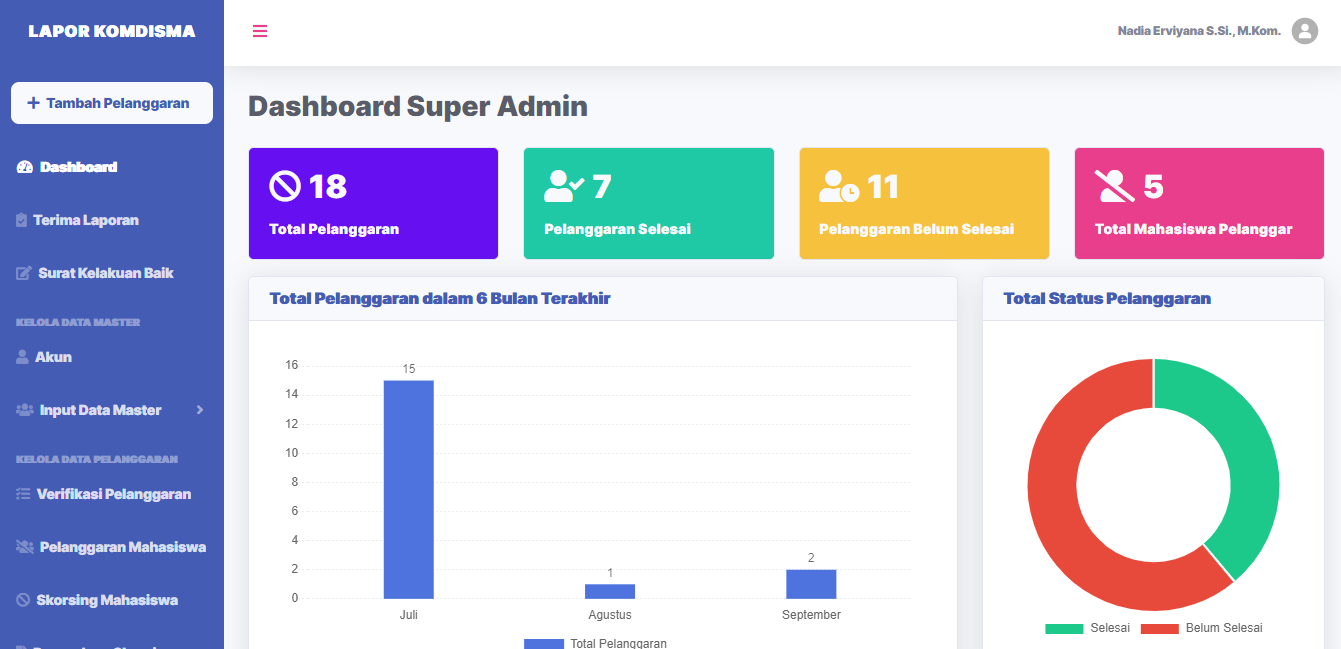 LAPOR KOMDISMA
Nadia Erviyana S.Si., M.Kom.
Tambah Pelanggaran
Dashboard
Terima Laporan
Surat Kelakuan Baik
KELOLA DATA MASTER
Akun
Input Data Master
KELOLA DATA PELANGGARAN
Verifikasi Pelanggaran
Pelanggaran Mahasiswa
Skorsing Mahasiswa
Dashboard Super Admin
18
Total Pelanggaran
7
Pelanggaran Selesai
11
Pelanggaran Belum Selesai
5
Total Mahasiswa Pelanggar
Total Pelanggaran dalam 6 Bulan Terakhir
16
14
12
10
8
6
4
2
0
15
1
2
Juli
Agustus
September
Total Pelanggaran
Total Status Pelanggaran
Selesai
Belum Selesai